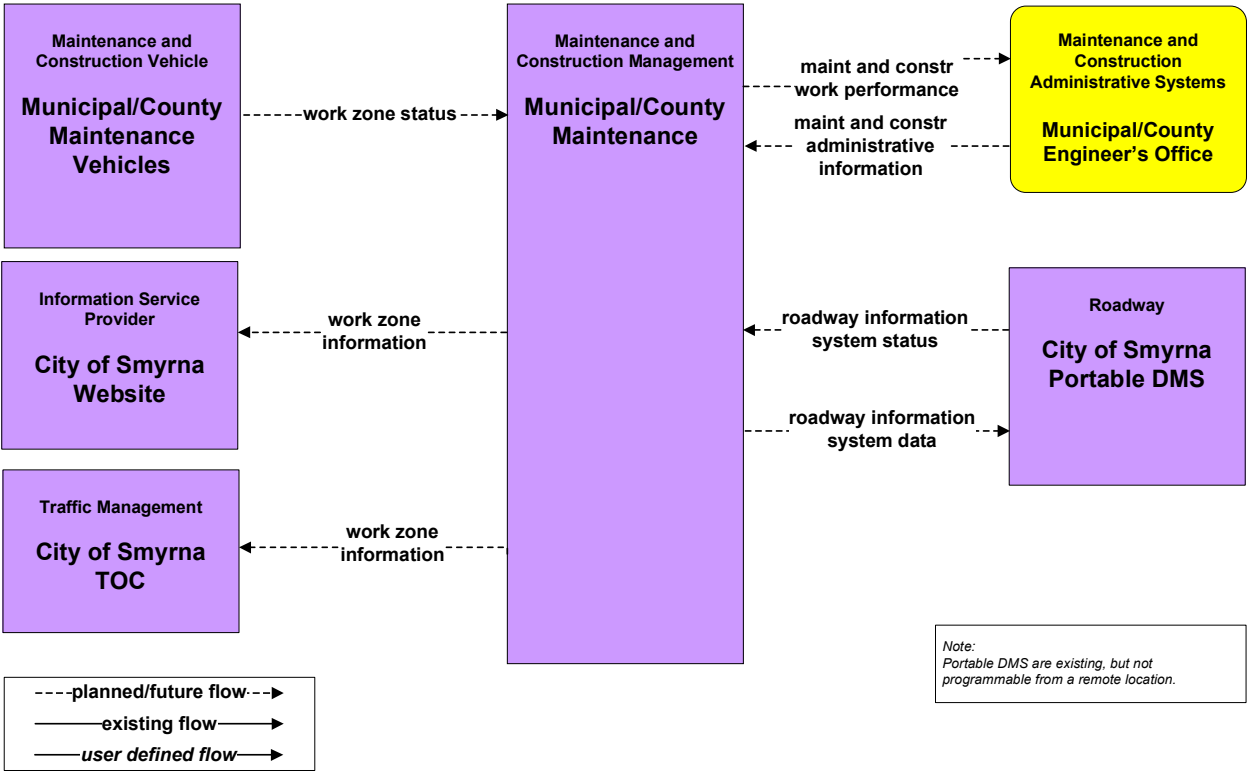 Maintenance and
Construction Vehicle
Municipal/County
Maintenance
Vehicles
work zone status
Maintenance and
Construction Management
Municipal/County
Maintenance
maint and constr
work performance
maint and constr
administrative
information
Maintenance and
Construction
Administrative Systems
Municipal/County
Engineer’s Office
Information Service
Provider
City of Smyrna
Website
work zone
information
roadway information
system status
roadway information
system data
Roadway
City of Smyrna
Portable DMS
Traffic Management
City of Smyrna
TOC
work zone
information
Note:
Portable DMS are existing, but not
programmable from a remote location.
planned/future flow
existing flow
user defined flow